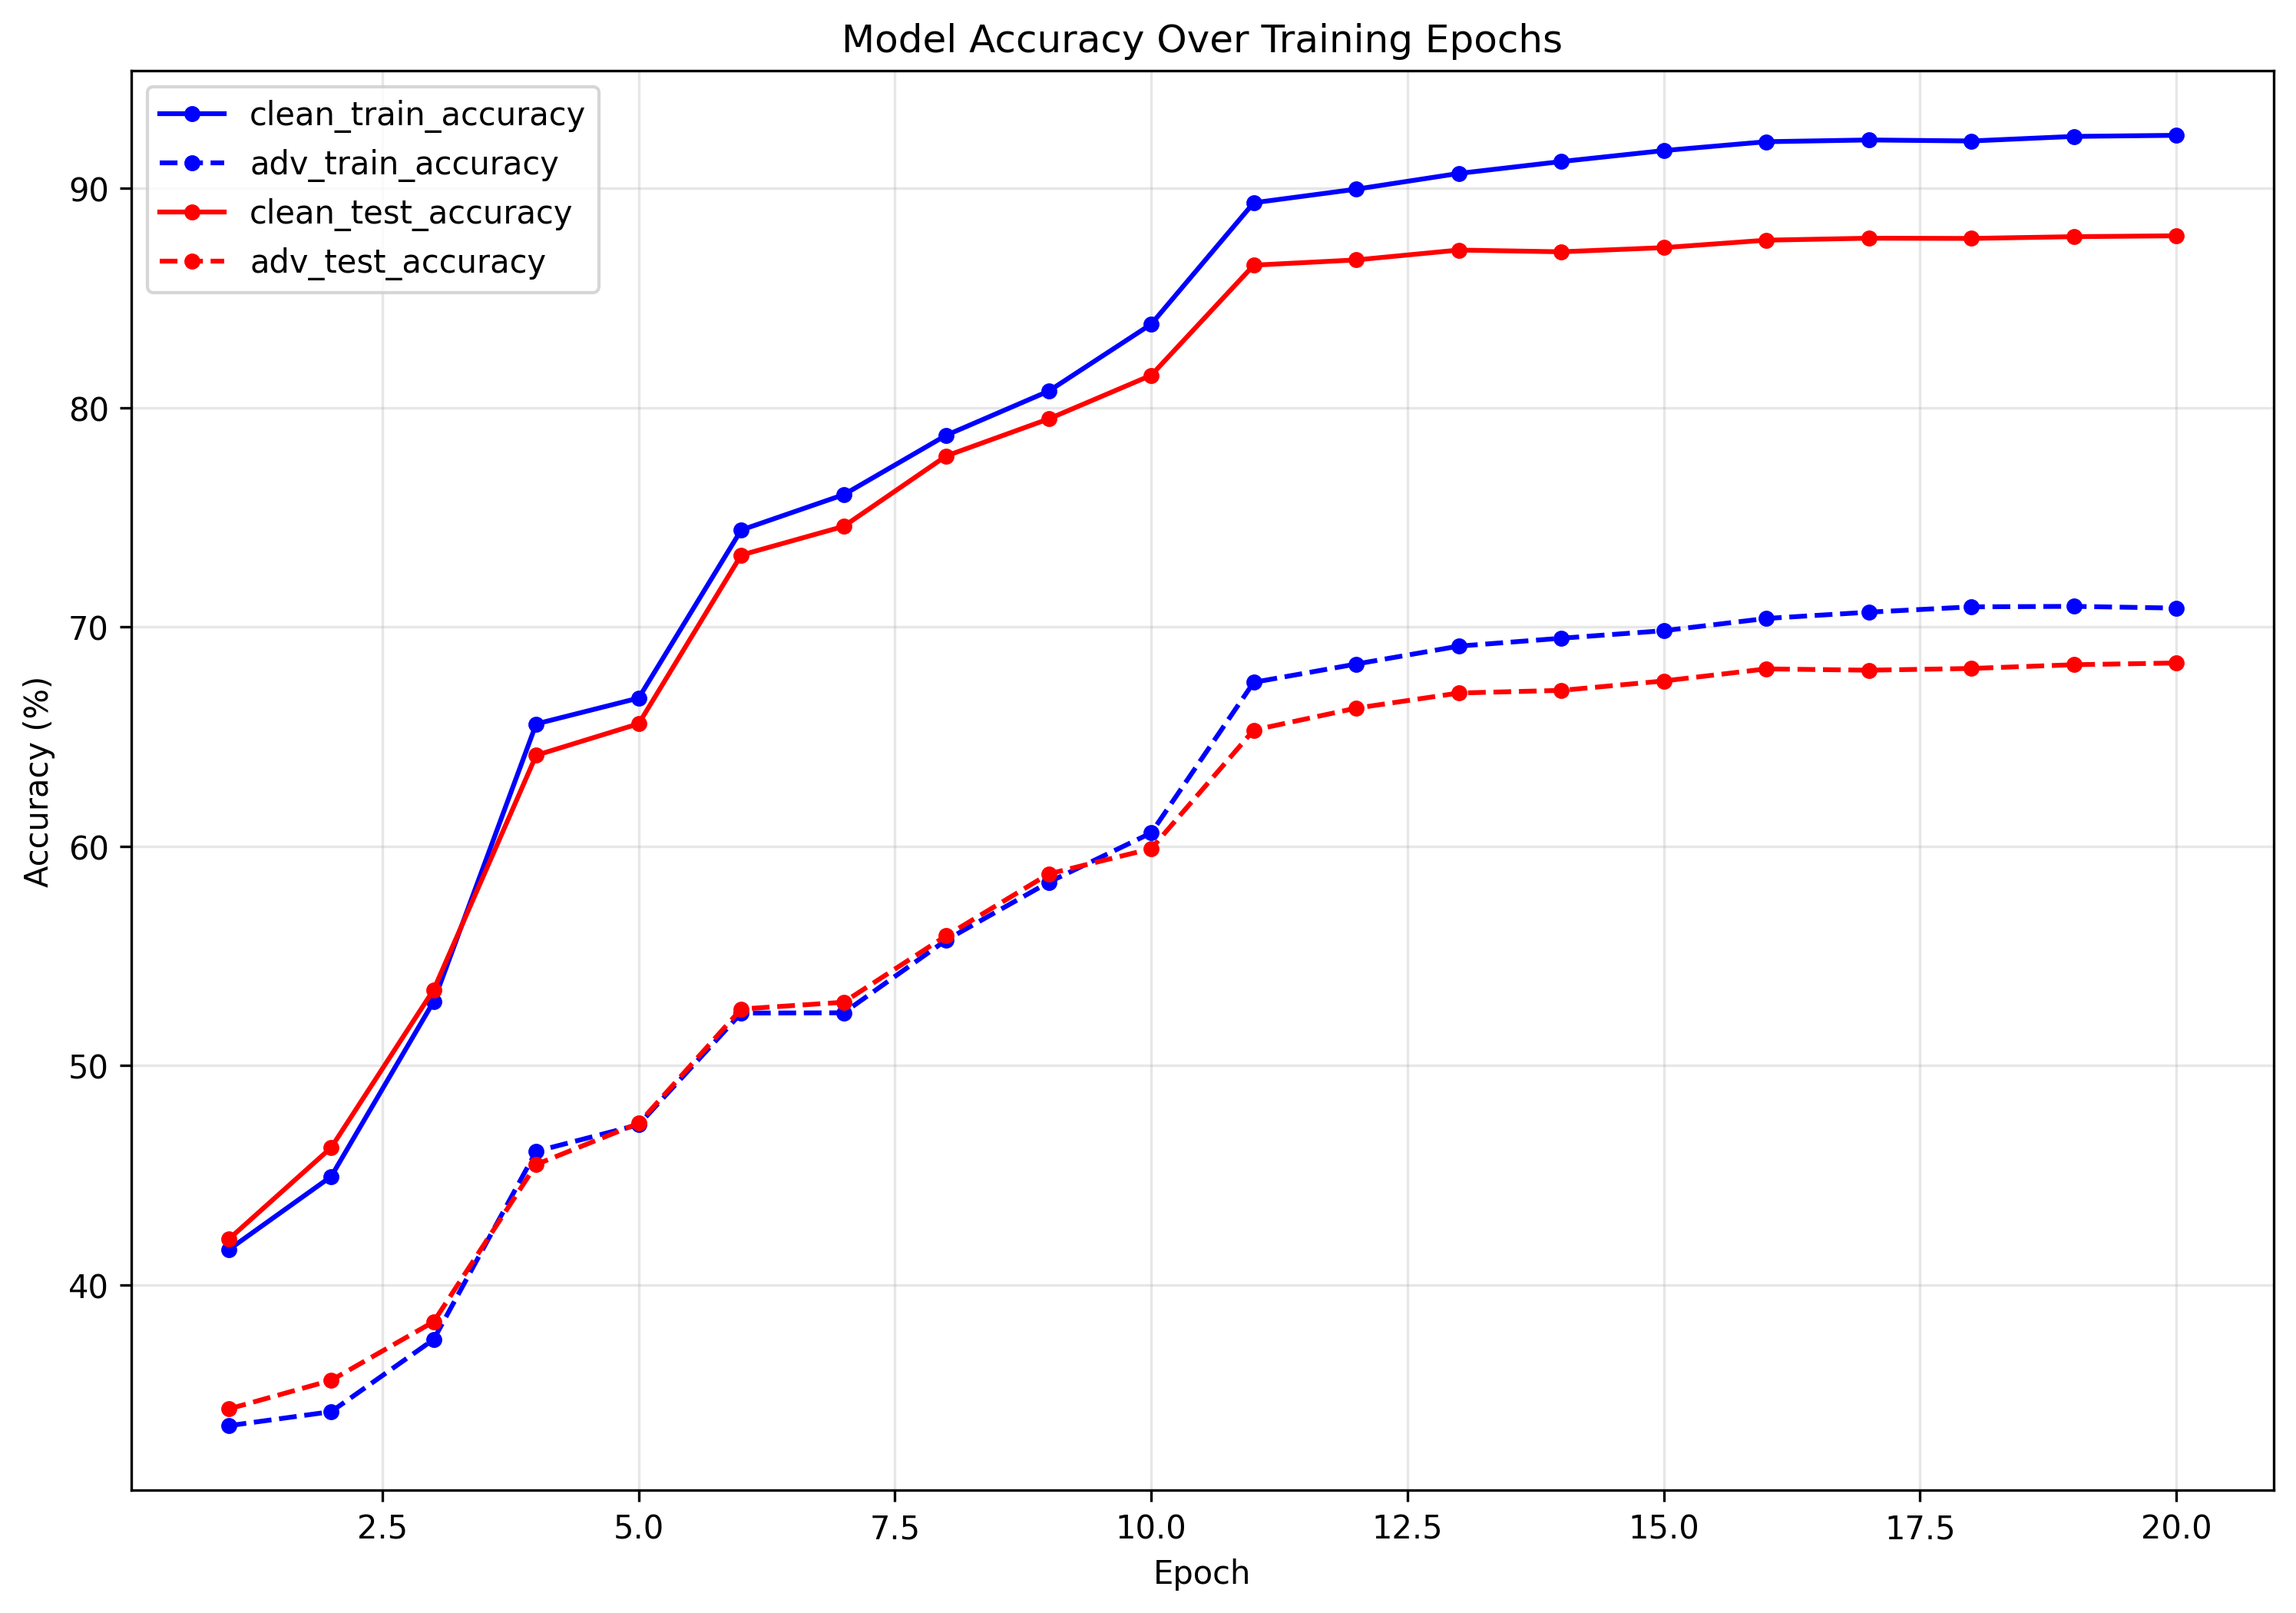 Model Accuracy Over Training Epochs
clean_train_accuracy
adv_train_accuracy
clean_test_accuracy
adv_test_accuracy
Accuracy (%)
90
80
70
60
50
40
2.5 5.0 7.5 10.0 12.5 15.0 17.5 20.0
Epoch